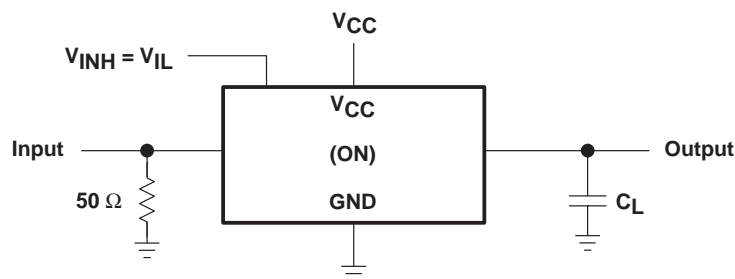 VCC
VINH = VIL
VCC
Input
(ON)
Output
50 Ω
GND
CL